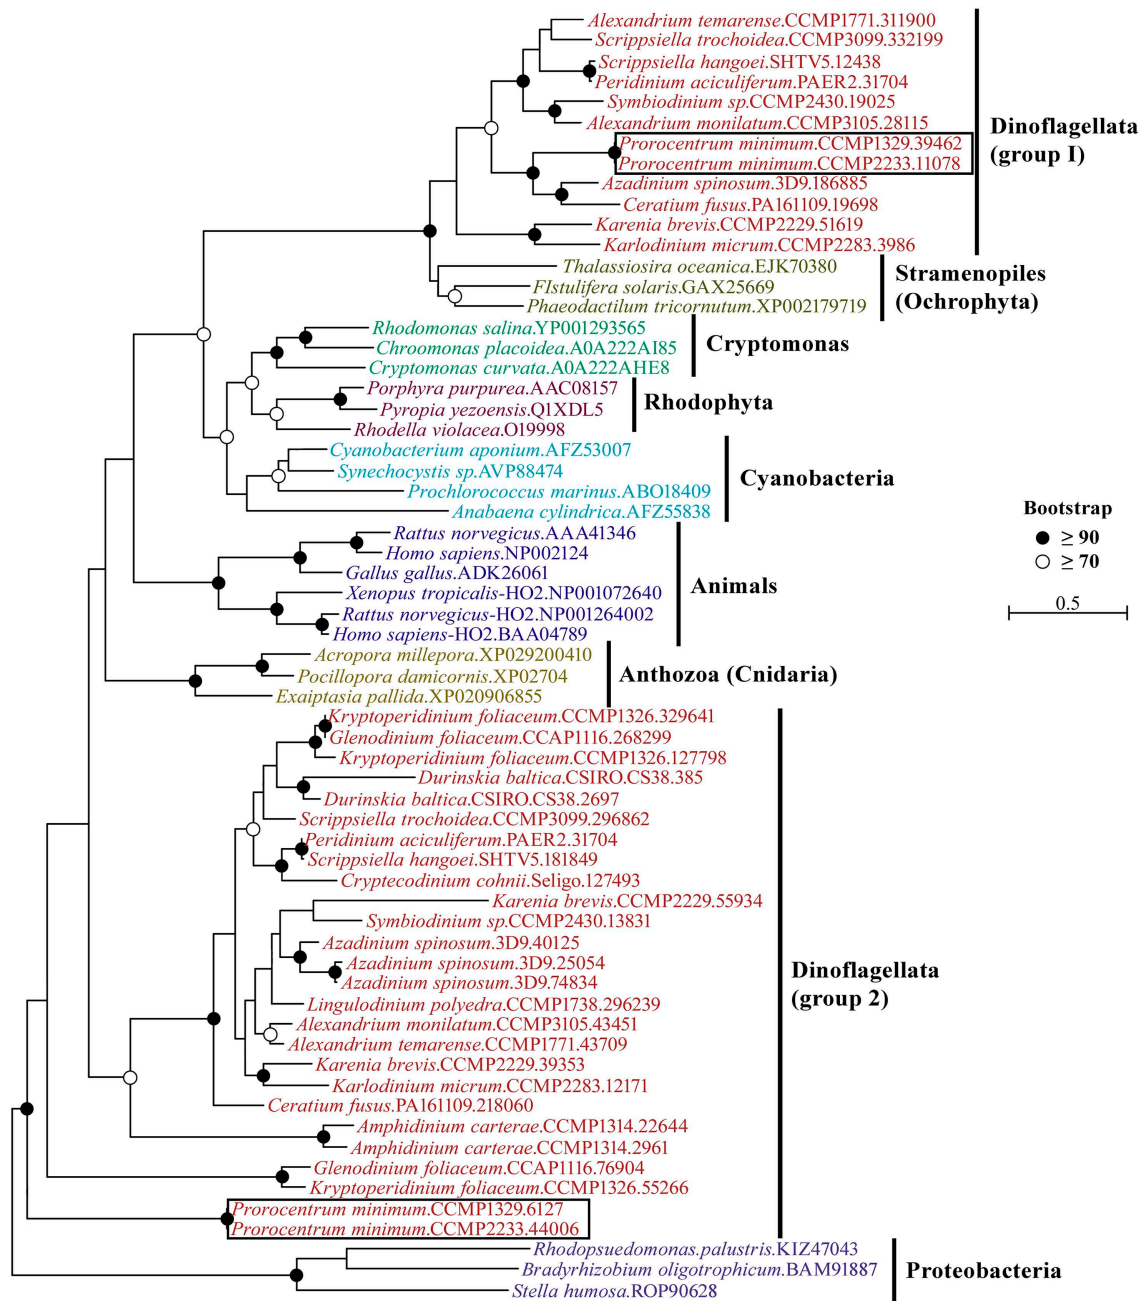 Alexandrium temarense.CCMP1771.311900
Scrippsiella trochoidea.CCMP3099.332199
Scrippsiella hangoei.SHTV5.12438
Peridinium aciculiferum.PAER2.31704
Symbiodinium sp.CCMP2430.19025
Alexandrium monilatum.CCMP3105.28115
Prorocentrum minimum.CCMP1329.39462
Prorocentrum minimum.CCMP2233.11078
Azadinium spinosum.3D9.186885
Ceratium fusus.PA161109.19698
Karenia brevis.CCMP2229.51619
Karlodinium micrum.CCMP2283.3986
Dinoflagellata
(group I)
Thalassiosira oceanica.EJK70380
FIstulifera solaris.GAX25669
Phaeodactilum tricornutum.XP002179719
Stramenopiles
(Ochrophyta)
Rhodomonas salina.YP001293565
Chroomonas placoidea.A0A222AI85
Cryptomonas curvata.A0A222AHE8
Cryptomonas
Porphyra purpurea.AAC08157
Pyropia yezoensis.Q1XDL5
Rhodella violacea.O19998
Rhodophyta
Cyanobacterium aponium.AFZ53007
Synechocystis sp.AVP88474
Prochlorococcus marinus.ABO18409
Anabaena cylindrica.AFZ55838
Cyanobacteria
Bootstrap
≥ 90
≥ 70
0.5
Rattus norvegicus.AAA41346
Homo sapiens.NP002124
Gallus gallus.ADK26061
Xenopus tropicalis-HO2.NP001072640
Rattus norvegicus-HO2.NP001264002
Homo sapiens-HO2.BAA04789
Animals
Acropora millepora.XP029200410
Pocillopora damicornis.XP02704
Exaiptasia pallida.XP020906855
Anthozoa (Cnidaria)
Kryptoperidinium foliaceum.CCMP1326.329641
Glenodinium foliaceum.CCAP1116.268299
Kryptoperidinium foliaceum.CCMP1326.127798
Durinskia baltica.CSIRO.CS38.385
Durinskia baltica.CSIRO.CS38.2697
Scrippsiella trochoidea.CCMP3099.296862
Peridinium aciculiferum.PAER2.31704
Scrippsiella hangoei.SHTV5.181849
Cryptecodinium cohnii.Seligo.127493
Karenia brevis.CCMP2229.55934
Symbiodinium sp.CCMP2430.13831
Azadinium spinosum.3D9.40125
Azadinium spinosum.3D9.25054
Azadinium spinosum.3D9.74834
Lingulodinium polyedra.CCMP1738.296239
Alexandrium monilatum.CCMP3105.43451
Alexandrium temarense.CCMP1771.43709
Karenia brevis.CCMP2229.39353
Karlodinium micrum.CCMP2283.12171
Ceratium fusus.PA161109.218060
Amphidinium carterae.CCMP1314.22644
Amphidinium carterae.CCMP1314.2961
Glenodinium foliaceum.CCAP1116.76904
Kryptoperidinium foliaceum.CCMP1326.55266
Prorocentrum minimum.CCMP1329.6127
Prorocentrum minimum.CCMP2233.44006
Dinoflagellata
(group 2)
Rhodopsuedomonas.palustris.KIZ47043
Bradyrhizobium oligotrophicum.BAM91887
Stella humosa.ROP90628
Proteobacteria